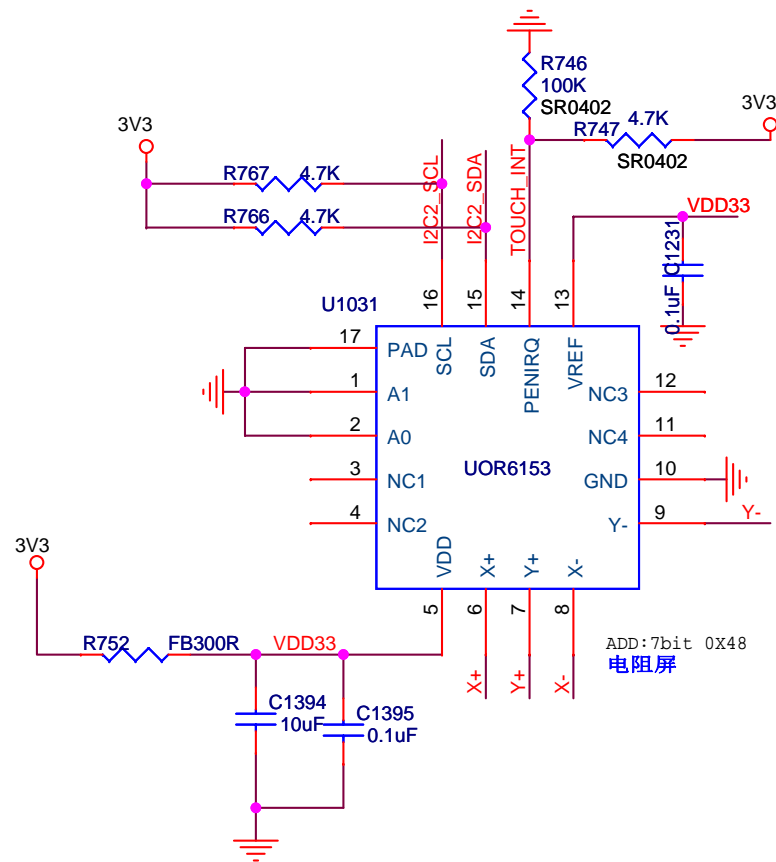 R746
100K
SR0402
3V3
4.7K
R747
SR0402
3V3
R767
4.7K
R766
4.7K
I2C2_SCL
I2C2_SDA
TOUCH_INT
VDD33
C1231
0.1uF
U1031
16
15
14
13
17
PAD
SCL
SDA
PENIRQ
VREF
1
A1
NC3
12
2
A0
NC4
11
3
NC1
UOR6153
GND
10
4
NC2
Y-
9
Y-
VDD
X+
Y+
X-
3V3
5
6
7
8
R752
FB300R
VDD33
X+
Y+
X-
ADD:7bit 0X48
电阻屏
C1394
10uF
C1395
0.1uF